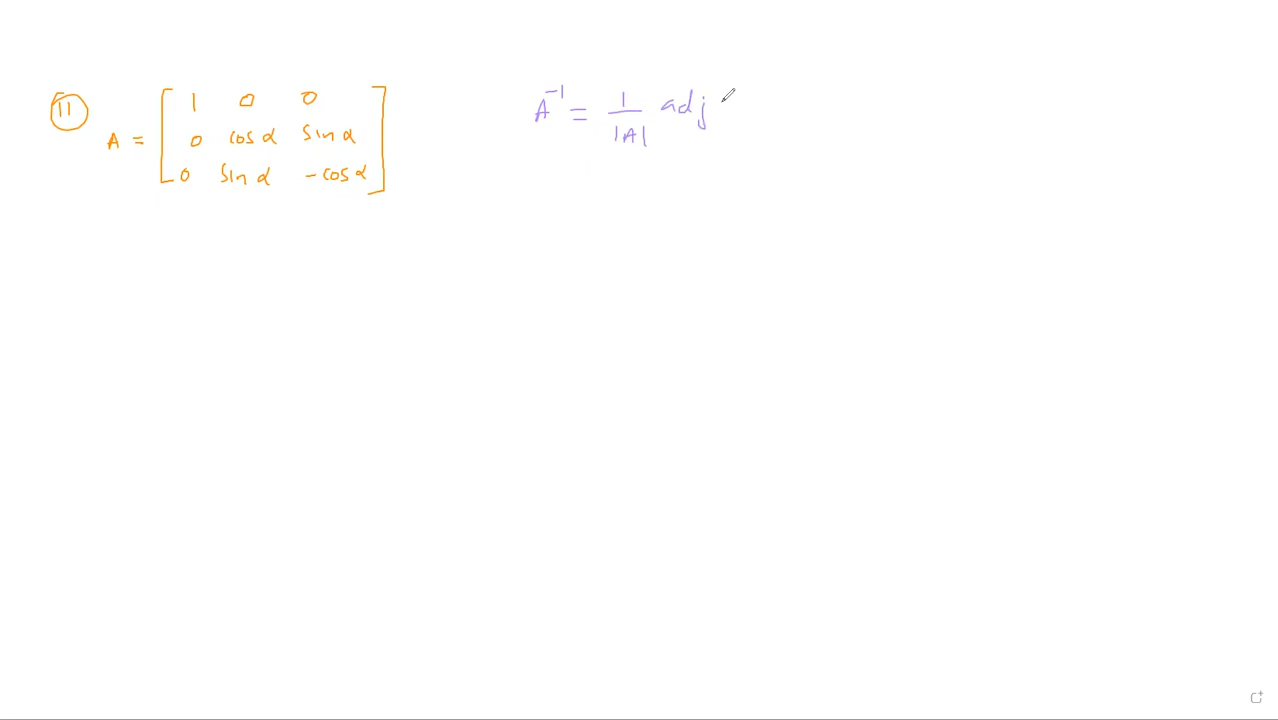 11
A = [ 1 0 0
0 cos α sin α
0 sin α - cos α ]
A⁻¹ = 1/|A| adj